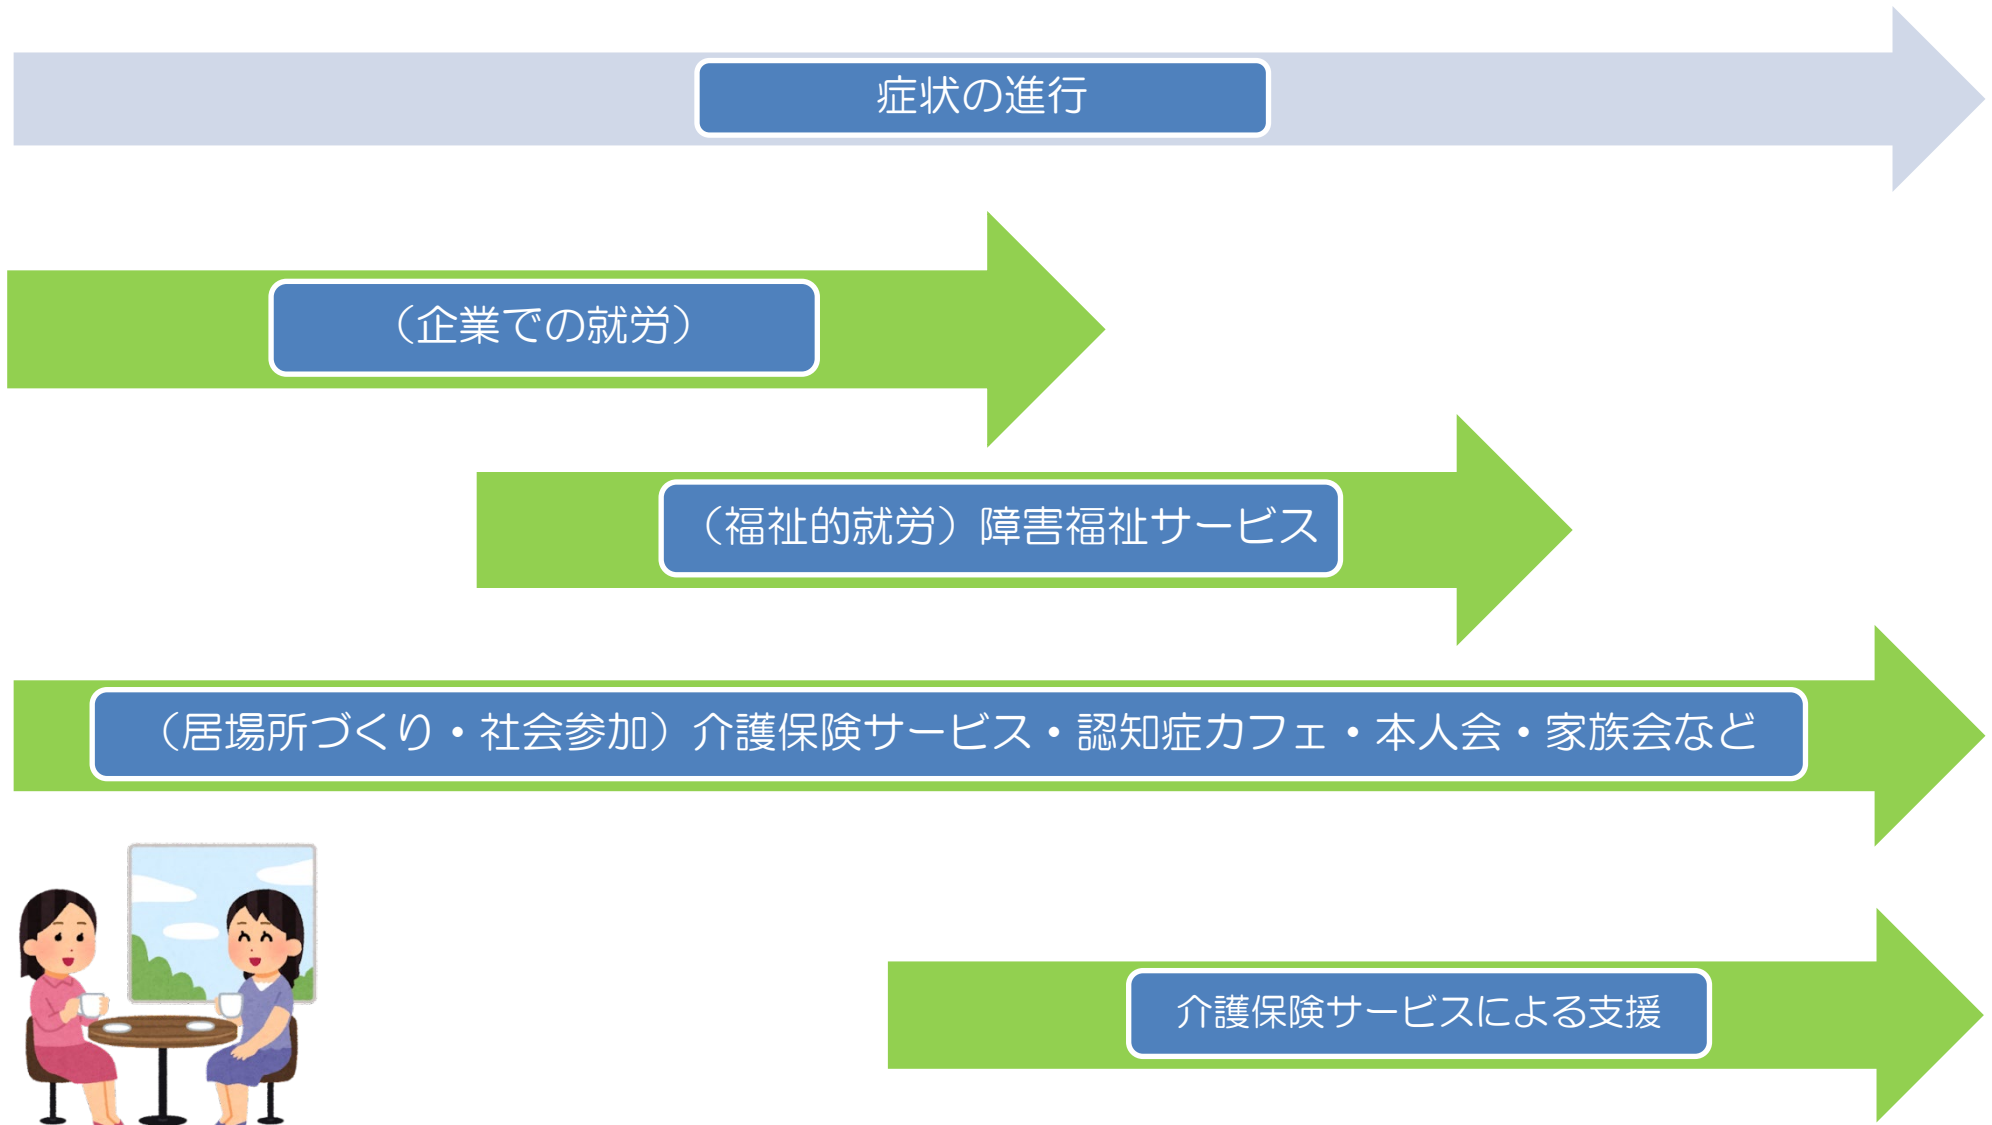 症状の進行
（企業での就労）
（福祉的就労）障害福祉サービス
（居場所づくり・社会参加）介護保険サービス・認知症カフェ・本人会・家族会など
介護保険サービスによる支援